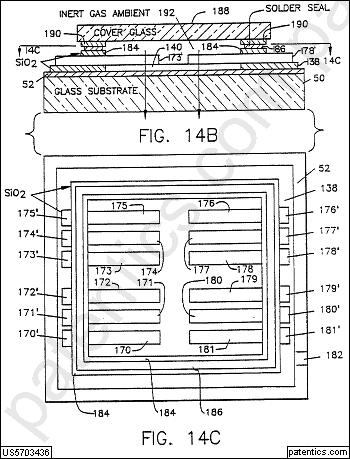 SOLDER SEAL
INERT GAS AMBIENT 192 188 190
190 COVER GLASS
14C 184 140 184 186 178'
SiO2 173' 138 14C
52 GLASS SUBSTRATE 50
FIG. 14B
52
SiO2 138
175' 175 176 176'
174' 177'
173' 173 174 177 178 178'
172' 172 171 180 179 179'
171' 180'
170' 170 181 181'
182
184 184 186
FIG. 14C
US5703436
patentics.com
patentics.com